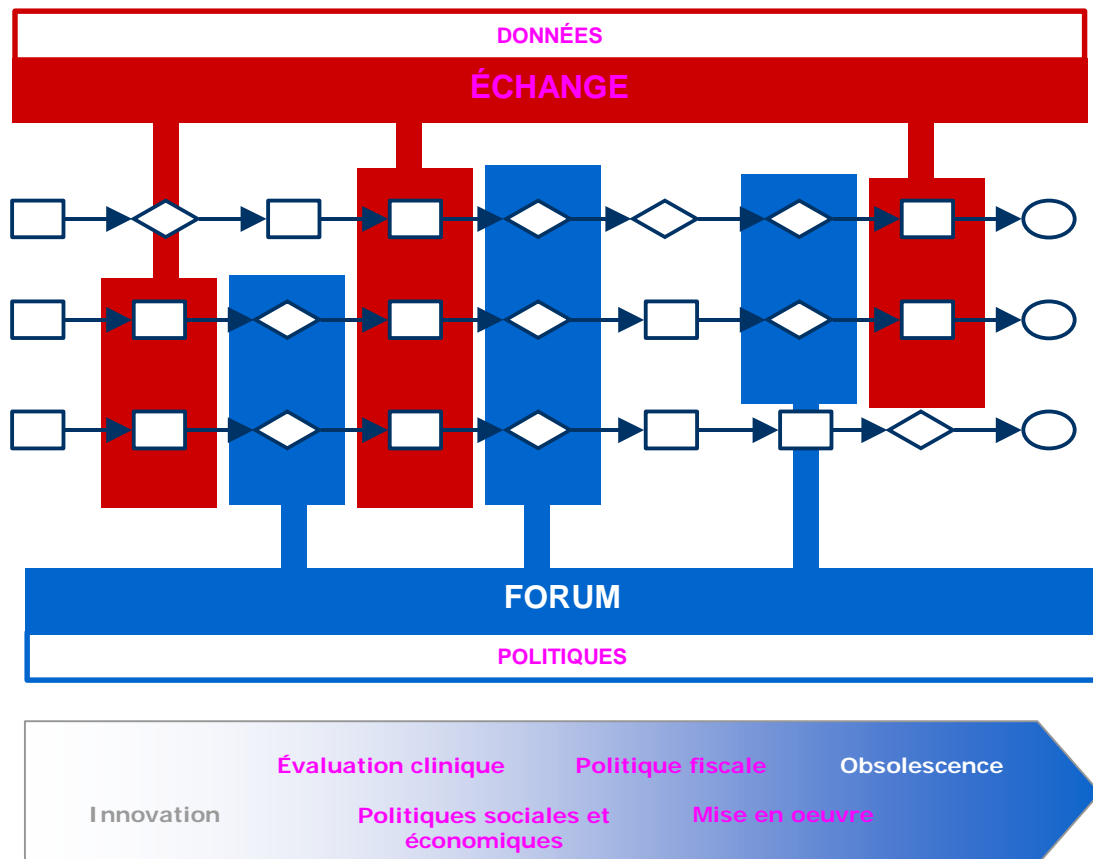 DONNÉES
ÉCHANGE
FORUM
POLITIQUES
Évaluation clinique
Politique fiscale
Obsolescence
Innovation
Politiques sociales et
économiques
Mise en oeuvre